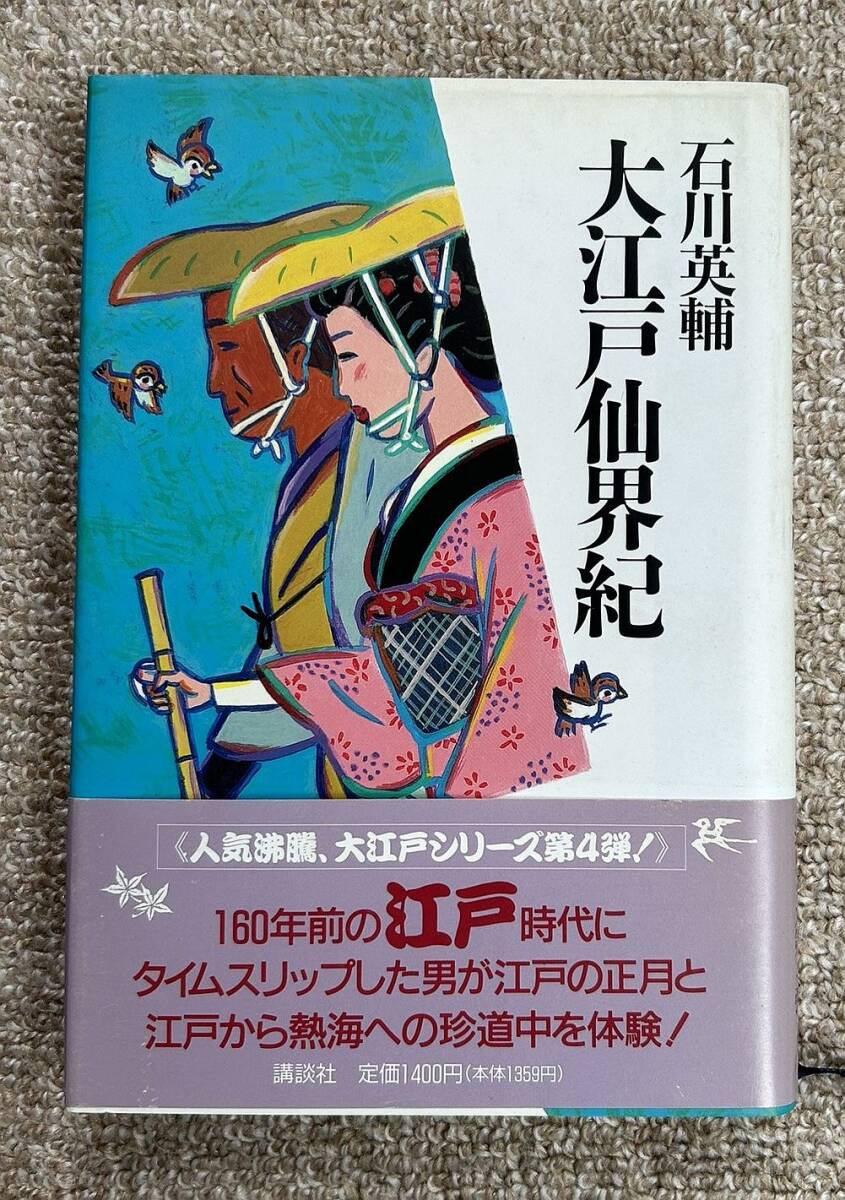 石川英輔
大江戸仙界紀
《人気沸騰、大江戸シリーズ第4弾！》
160年前の江戸時代に
タイムスリップした男が江戸の正月と
江戸から熱海への珍道中を体験！
講談社 定価1400円(本体1359円)